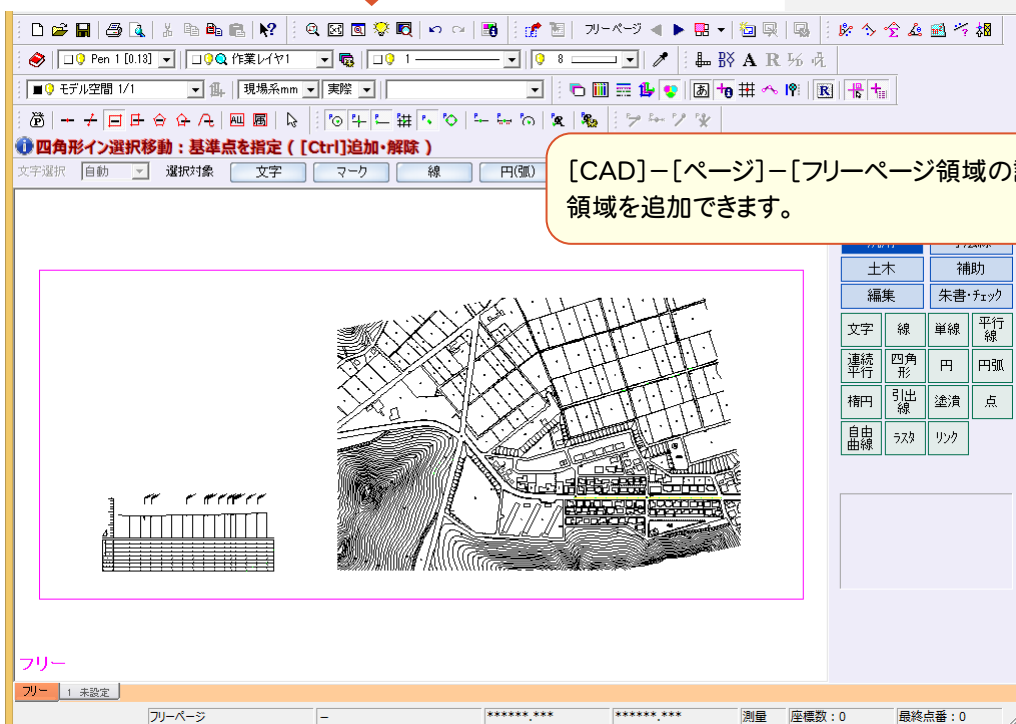 フリーページ
Pen 1 [0.13] 作業レイヤ1 1 8
BY A R
モデル空間 1/1 現場系mm 実際
ALL
四角形イン選択移動：基準点を指定（ [Ctrl]追加・解除 ）
文字選択 自動 選択対象 文字 マーク 線 円(弧)
[CAD]－[ページ]－[フリーページ領域の
領域を追加できます。
土木 補助
編集 朱書・チェック
文字 線 単線 平行線
連続平行 四角形 円 円弧
楕円 引出線 塗潰 点
自由曲線 ラスタ リンク
フリー
フリー 1 未設定
フリーページ － ******.*** ******.*** 測量 座標数：0 最終点番：0